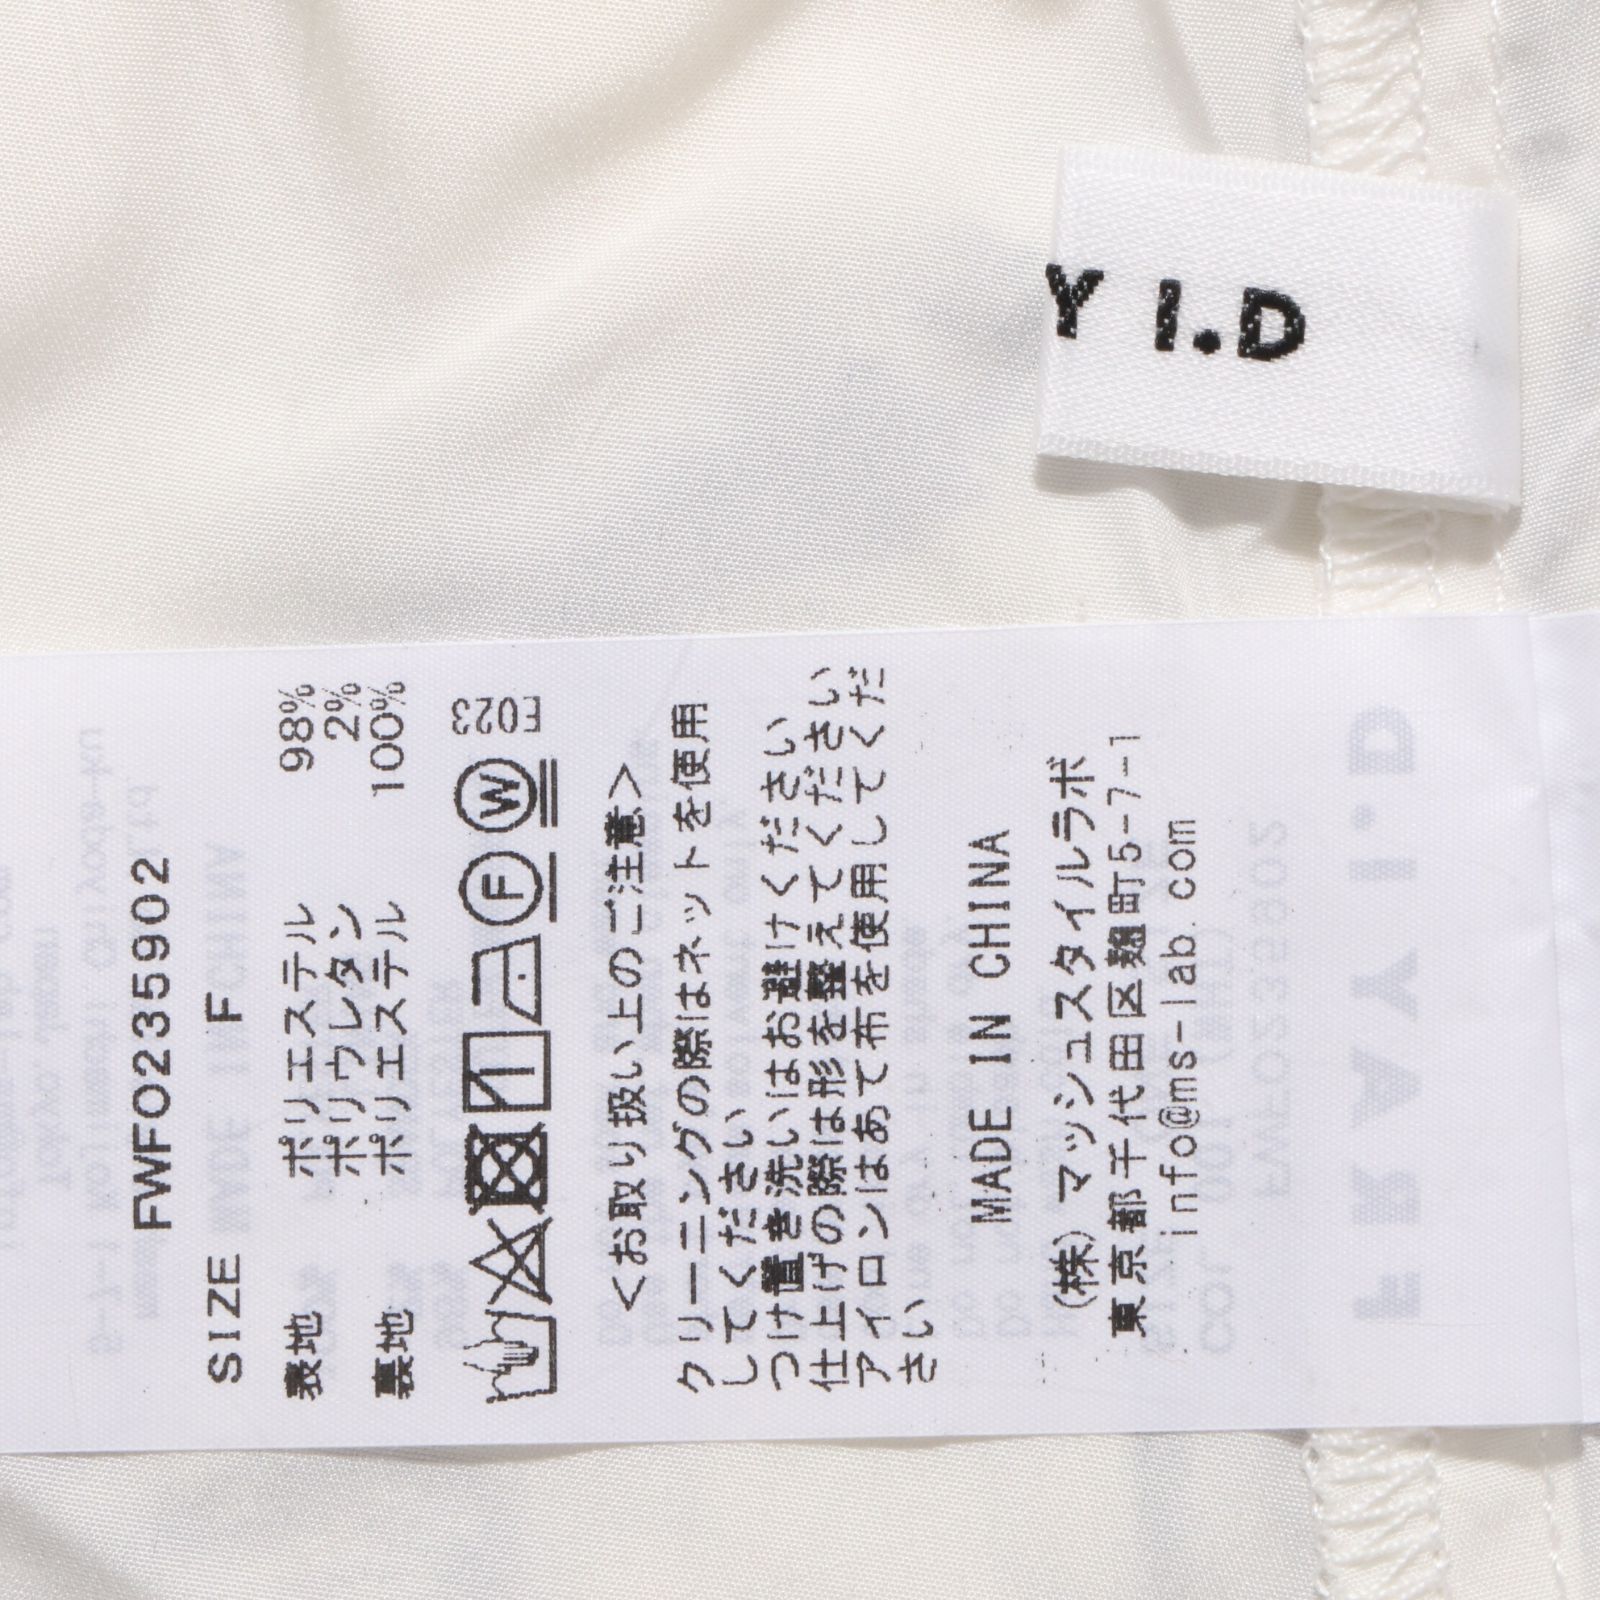 Y I.D
FWFO235902
SIZE F
表地 ポリエステル 98%
ポリウレタン 2%
裏地 ポリエステル 100%
F W E023
<お取り扱い上のご注意>
クリーニングの際はネットを使用
してください
つけ置き洗いはお避けください
仕上げの際は形を整えてください
アイロンはあて布を使用してくだ
さい
MADE IN CHINA
(株)マッシュスタイルラボ
東京都千代田区麹町5-7-1
info@ms-lab.com
FRAY I.D